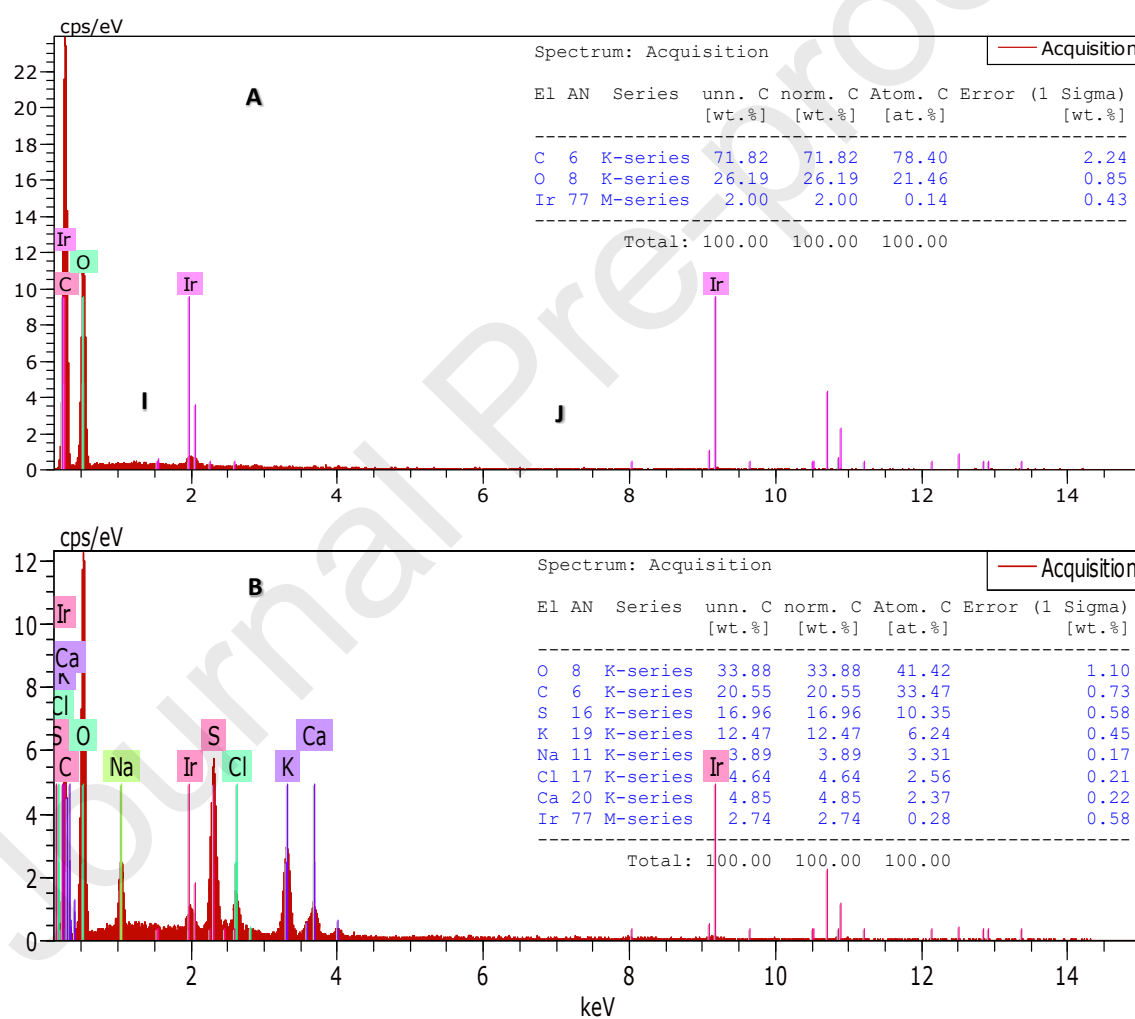 cps/eV
Acquisition
A
Spectrum: Acquisition
El AN Series unn. C norm. C Atom. C Error (1 Sigma)
[wt.%] [wt.%] [at.%] [wt.%]
C 6 K-series 71.82 71.82 78.40 2.24
O 8 K-series 26.19 26.19 21.46 0.85
Ir 77 M-series 2.00 2.00 0.14 0.43
Total: 100.00 100.00 100.00
22
20
18
16
14
12
10
8
6
4
2
0
Ir
O
C
Ir
Ir
I
J
2 4 6 8 10 12 14
Journal Pre-proo
cps/eV
Acquisition
B
Spectrum: Acquisition
El AN Series unn. C norm. C Atom. C Error (1 Sigma)
[wt.%] [wt.%] [at.%] [wt.%]
O 8 K-series 33.88 33.88 41.42 1.10
C 6 K-series 20.55 20.55 33.47 0.73
S 16 K-series 16.96 16.96 10.35 0.58
K 19 K-series 12.47 12.47 6.24 0.45
Na 11 K-series 3.89 3.89 3.31 0.17
Cl 17 K-series 4.64 4.64 2.56 0.21
Ca 20 K-series 4.85 4.85 2.37 0.22
Ir 77 M-series 2.74 2.74 0.28 0.58
Total: 100.00 100.00 100.00
12
10
8
6
4
2
0
Ir
Ca
K
Cl
S O
C
Na
S
Ir
Cl
Ca
K
Ir
2 4 6 8 10 12 14
keV